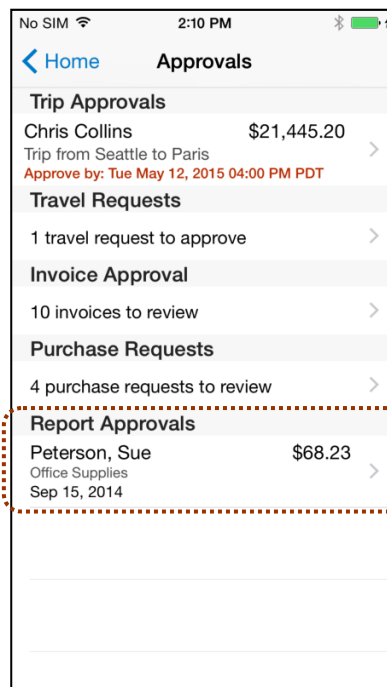 No SIM 2:10 PM
Home Approvals
Trip Approvals
Chris Collins $21,445.20
Trip from Seattle to Paris
Approve by: Tue May 12, 2015 04:00 PM PDT
Travel Requests
1 travel request to approve
Invoice Approval
10 invoices to review
Purchase Requests
4 purchase requests to review
Report Approvals
Peterson, Sue $68.23
Office Supplies
Sep 15, 2014